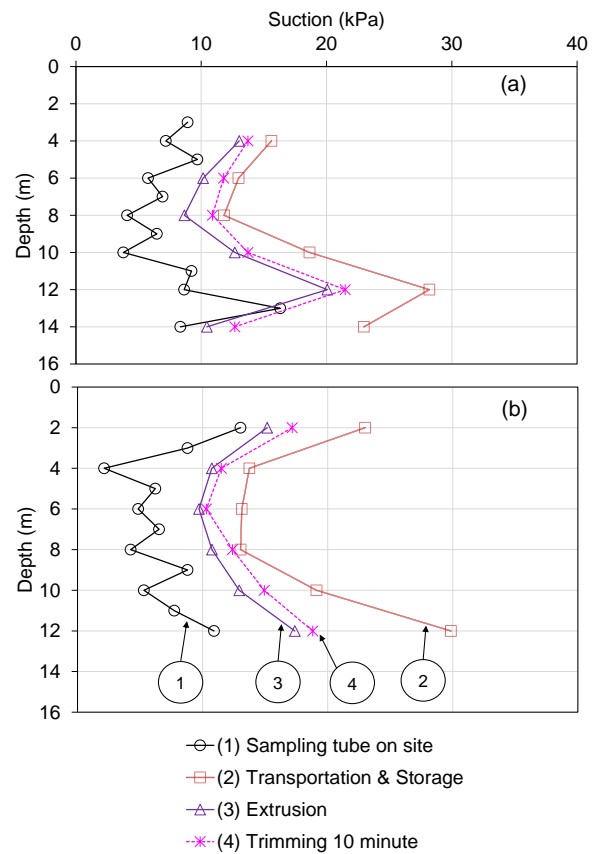 Suction (kPa)
0 10 20 30 40
(a)
Depth (m)
0
2
4
6
8
10
12
14
16
(b)
Depth (m)
0
2
4
6
8
10
12
14
16
1 3 4 2
(1) Sampling tube on site
(2) Transportation & Storage
(3) Extrusion
(4) Trimming 10 minute